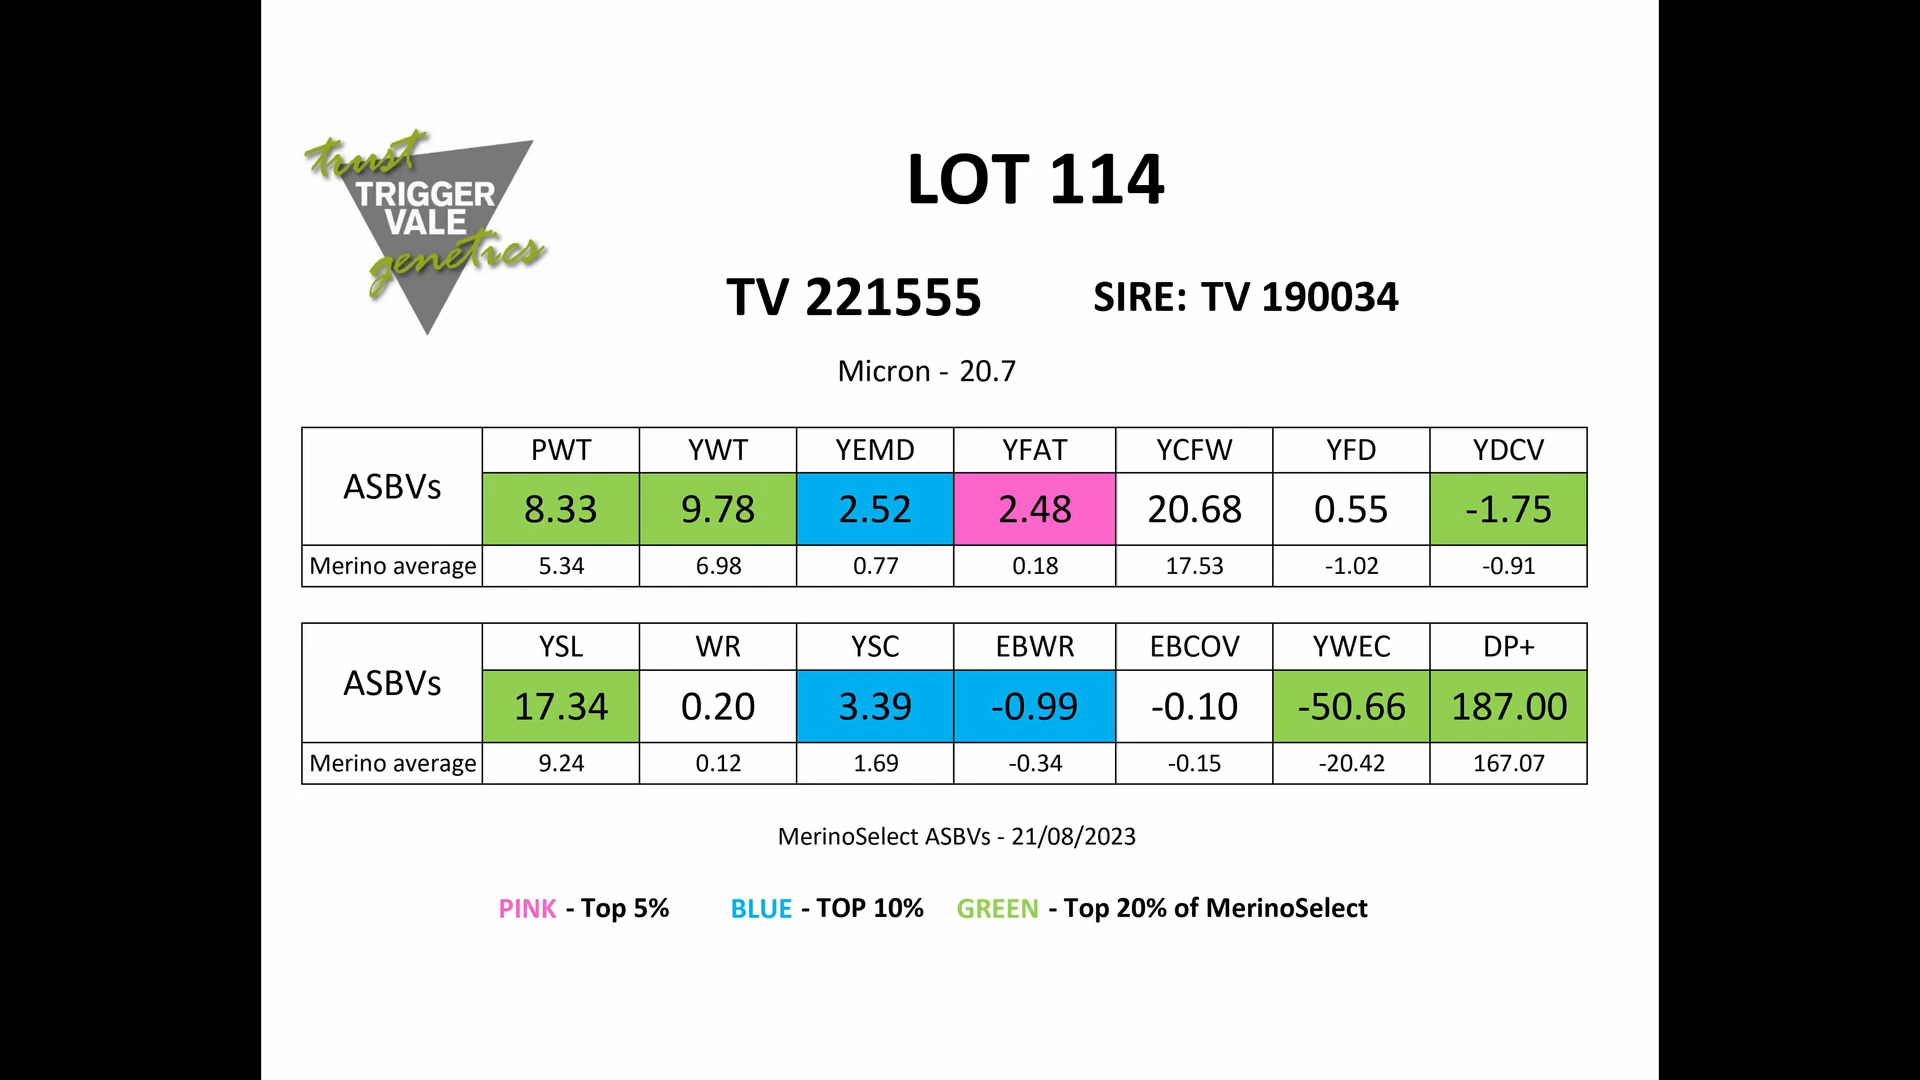 trust
TRIGGER
VALE
genetics
LOT 114
TV 221555 SIRE: TV 190034
Micron - 20.7
ASBVs PWT YWT YEMD YFAT YCFW YFD YDCV
8.33 9.78 2.52 2.48 20.68 0.55 -1.75
Merino average 5.34 6.98 0.77 0.18 17.53 -1.02 -0.91
ASBVs YSL WR YSC EBWR EBCOV YWEC DP+
17.34 0.20 3.39 -0.99 -0.10 -50.66 187.00
Merino average 9.24 0.12 1.69 -0.34 -0.15 -20.42 167.07
MerinoSelect ASBVs - 21/08/2023
PINK - Top 5% BLUE - TOP 10% GREEN - Top 20% of MerinoSelect